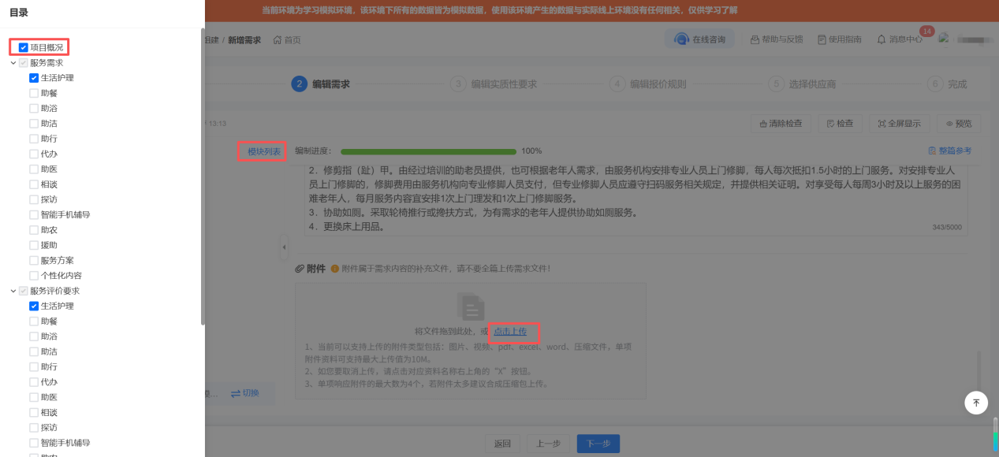 目录
项目概况
服务需求
生活护理
助餐
助浴
助洁
助行
代办
助医
相谈
探访
智能手机辅导
助农
援助
服务方案
个性化内容
服务评价要求
生活护理
助餐
助浴
助洁
助行
代办
助医
相谈
探访
智能手机辅导
当前环境为学习模拟环境，该环境下所有的数据皆为模拟数据，使用该环境产生的数据与实际线上环境没有任何相关，仅供学习了解
组建 / 新增需求 首页 在线咨询 帮助与反馈 使用指南 消息中心 14
2 编辑需求 3 编辑实质性要求 4 编辑报价规则 5 选择供应商 6 完成
13:13 清除检查 检查 全屏显示 预览
模块列表 编制进度： 100% 整篇参考
2．修剪指（趾）甲。由经过培训的助老员提供，也可根据老年人需求，由服务机构安排专业人员上门修脚，每人每次抵扣1.5小时的上门服务。对安排专业人
员上门修脚的，修脚费用由服务机构向专业修脚人员支付，但专业修脚人员应遵守扫码服务相关规定，并提供相关证明。对享受每人每周3小时及以上服务的困
难老年人，每月服务内容宜安排1次上门理发和1次上门修脚服务。
3．协助如厕。采取轮椅推行或搀扶方式，为有需求的老年人提供协助如厕服务。
4．更换床上用品。
343/5000
附件 附件属于需求内容的补充文件，请不要全篇上传需求文件！
将文件拖到此处，或 点击上传
1、当前可以支持上传的附件类型包括：图片、视频、pdf、excel、word、压缩文件，单项
附件资料可支持最大上传值为10M。
2、如您要取消上传，请点击对应资料名称右上角的“X”按钮。
3、单项响应附件的最大数为4个，若附件太多建议合成压缩包上传。
切换
返回 上一步 下一步